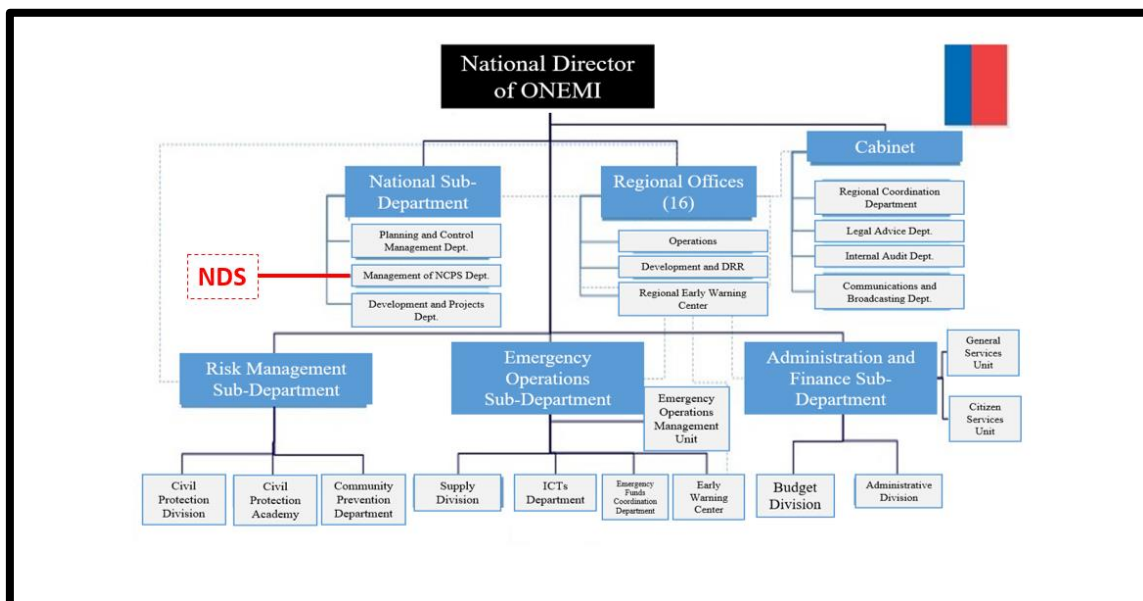 National Director
of ONEMI
Cabinet
National Sub-
Department
Regional Offices
(16)
Regional Coordination
Department
Planning and Control
Management Dept.
Operations
Legal Advice Dept.
NDS
Management of NCPS Dept.
Development and DRR
Internal Audit Dept.
Development and Projects
Dept.
Regional Early Warning
Center
Communications and
Broadcasting Dept.
Risk Management
Sub-Department
Emergency
Operations
Sub-Department
Administration and
Finance Sub-
Department
General
Services
Unit
Emergency
Operations
Management
Unit
Citizen
Services
Unit
Civil
Protection
Division
Civil
Protection
Academy
Community
Prevention
Department
Supply
Division
ICTs
Department
Emergency
Funds
Coordination
Department
Early
Warning
Center
Budget
Division
Administrative
Division